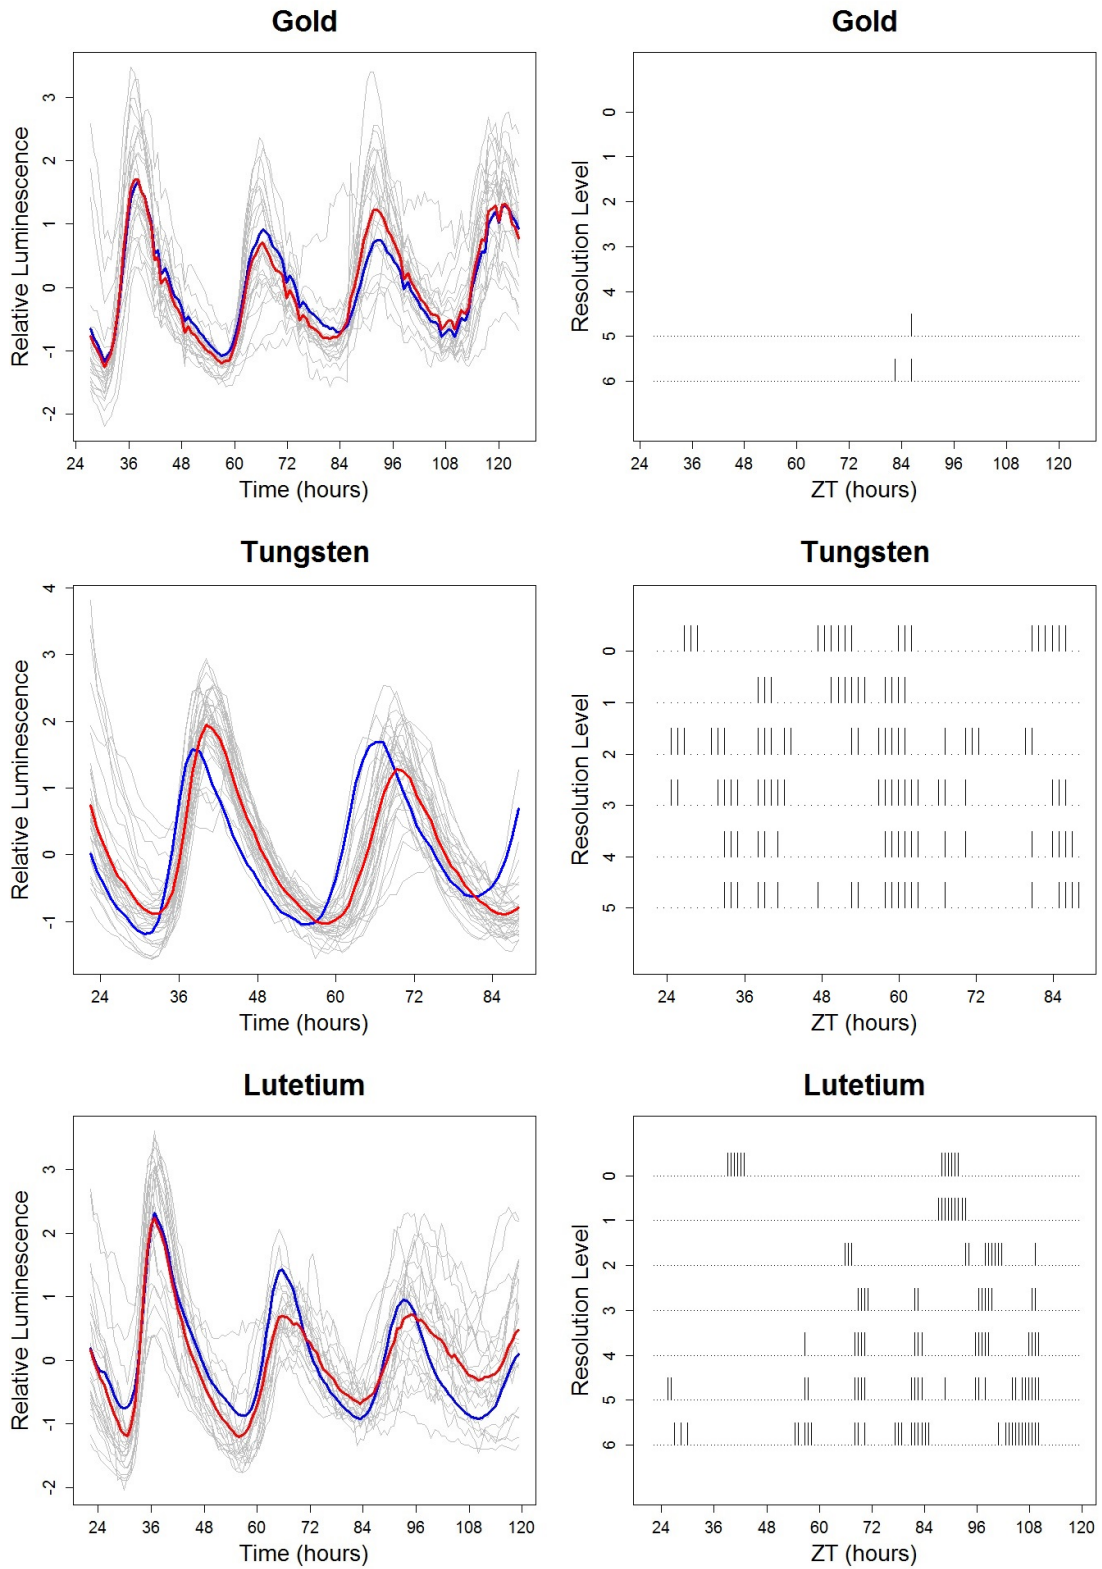 Gold
Relative Luminescence
3
2
1
0
-1
-2
24 36 48 60 72 84 96 108 120
Time (hours)
Gold
Resolution Level
0
1
2
3
4
5
6
24 36 48 60 72 84 96 108 120
ZT (hours)
Tungsten
Relative Luminescence
4
3
2
1
0
-1
24 36 48 60 72 84
Time (hours)
Tungsten
Resolution Level
0
1
2
3
4
5
24 36 48 60 72 84
ZT (hours)
Lutetium
Relative Luminescence
3
2
1
0
-1
-2
24 36 48 60 72 84 96 108 120
Time (hours)
Lutetium
Resolution Level
0
1
2
3
4
5
6
24 36 48 60 72 84 96 108 120
ZT (hours)